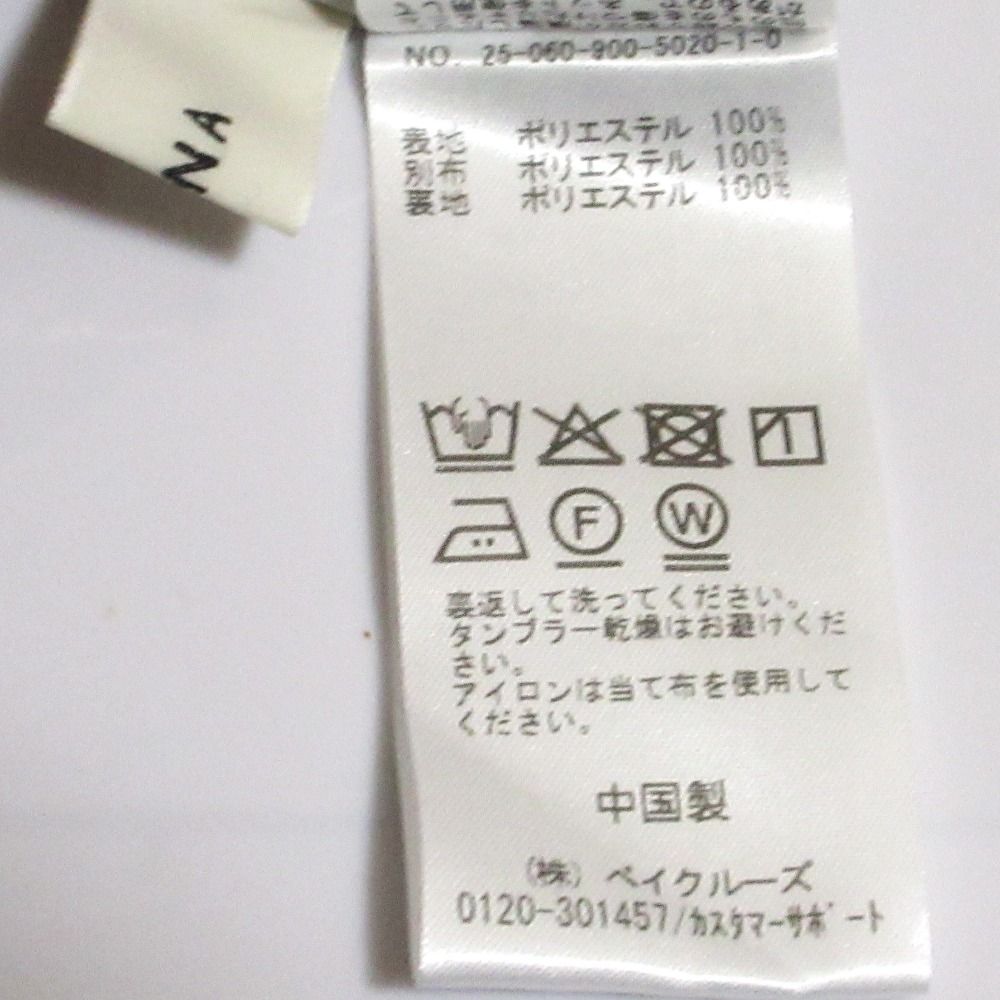 NA
NO. 25-060-900-5020-1-0
表地 ポリエステル 100%
別布 ポリエステル 100%
裏地 ポリエステル 100%
1
F W
裏返して洗ってください。
タンブラー乾燥はお避けくだ
さい。
アイロンは当て布を使用して
ください。
中国製
(株) ベイクルーズ
0120-301457/カスタマーサポート